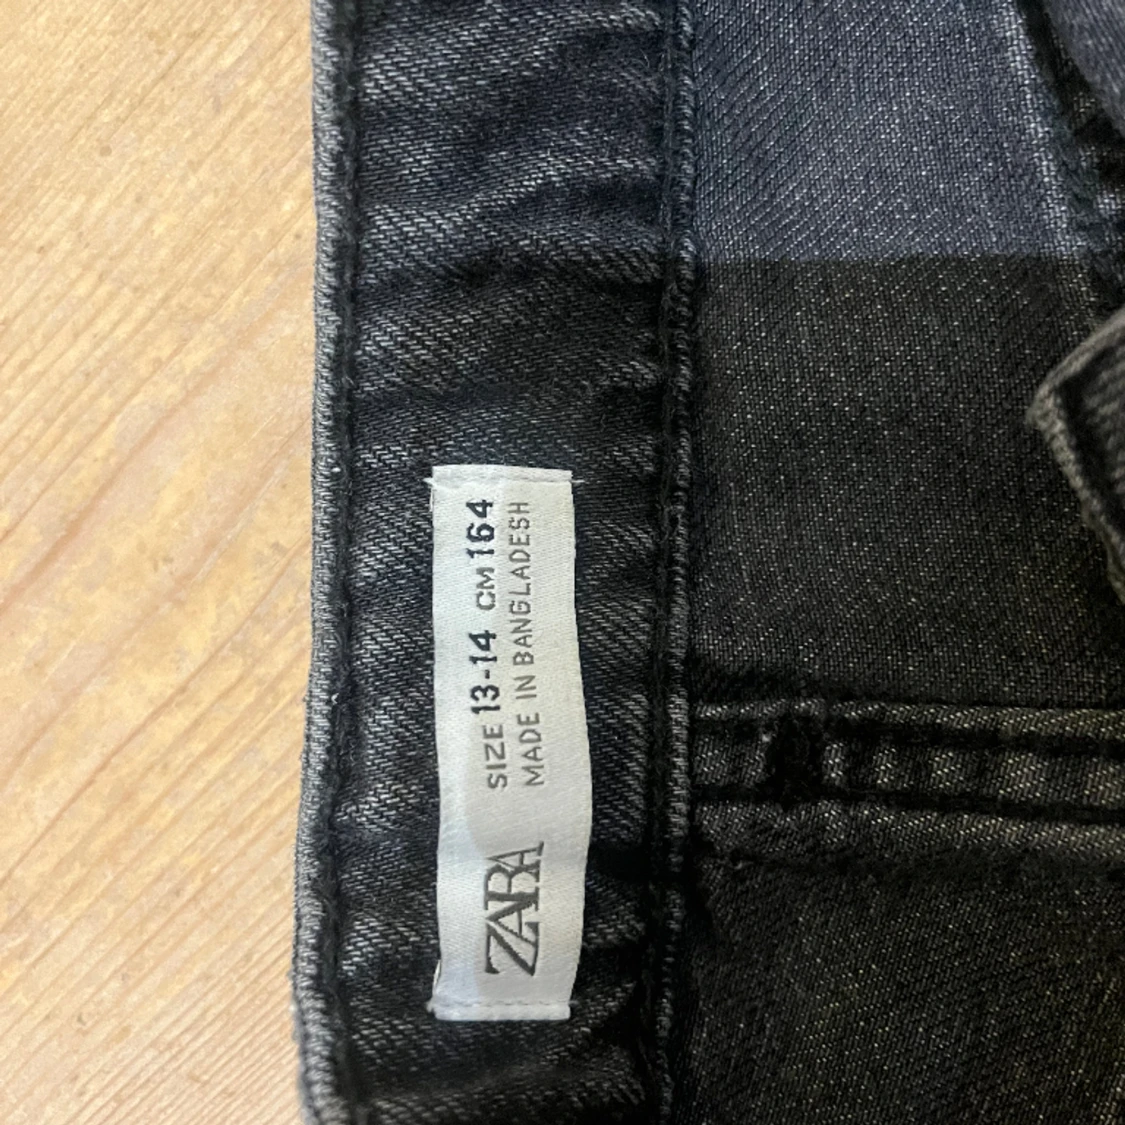 ZARA
SIZE 13-14 CM 164
MADE IN BANGLADESH